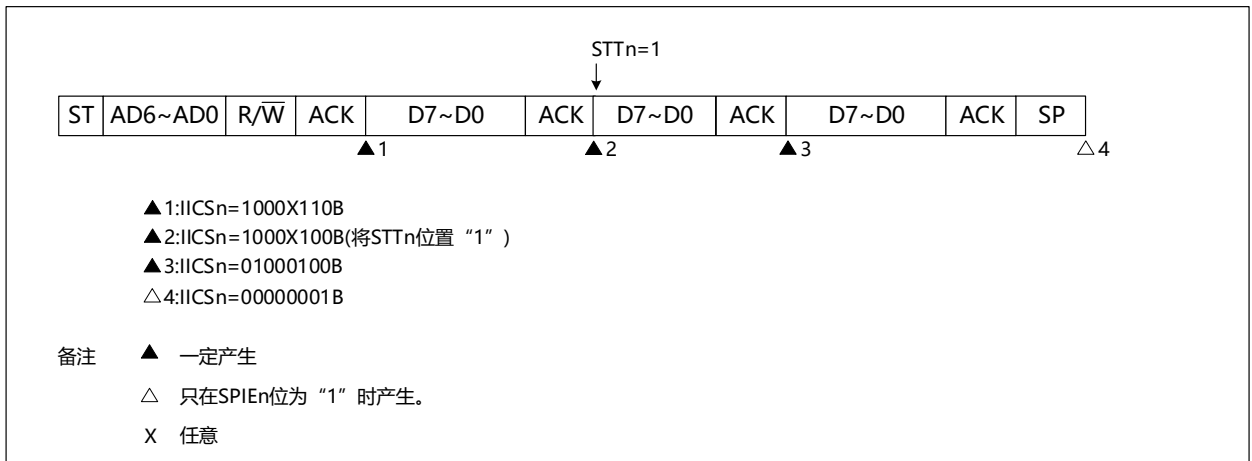 STTn=1
ST AD6~AD0 R/W̅ ACK D7~D0 ACK D7~D0 ACK D7~D0 ACK SP
▲1 ▲2 ▲3 △4
▲1:IICSn=1000X110B
▲2:IICSn=1000X100B(将STTn位置“1”)
▲3:IICSn=01000100B
△4:IICSn=00000001B
备注 ▲ 一定产生
△ 只在SPIEn位为“1”时产生。
X 任意